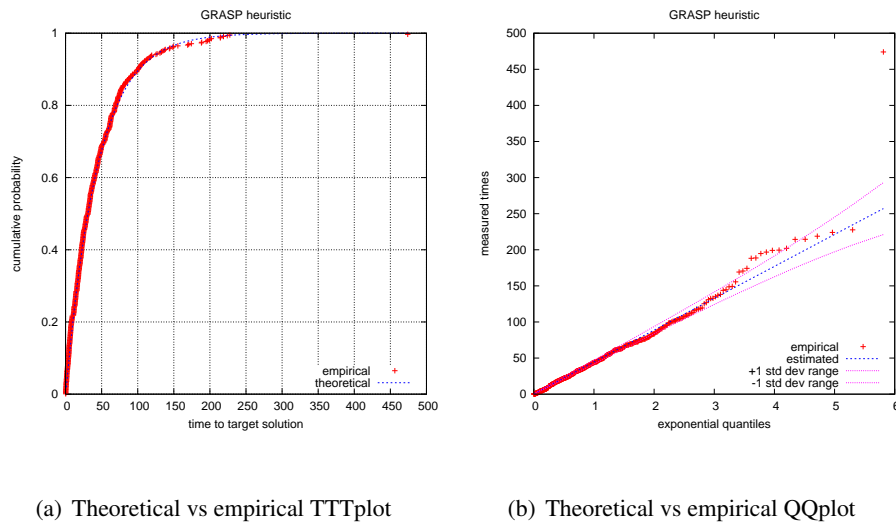 GRASP heuristic
1
0.8
0.6
0.4
0.2
0
cumulative probability
0 50 100 150 200 250 300 350 400 450 500
time to target solution
empirical
theoretical
GRASP heuristic
500
450
400
350
300
250
200
150
100
50
0
measured times
0 1 2 3 4 5 6
exponential quantiles
empirical
estimated
+1 std dev range
-1 std dev range
(a) Theoretical vs empirical TTTplot
(b) Theoretical vs empirical QQplot